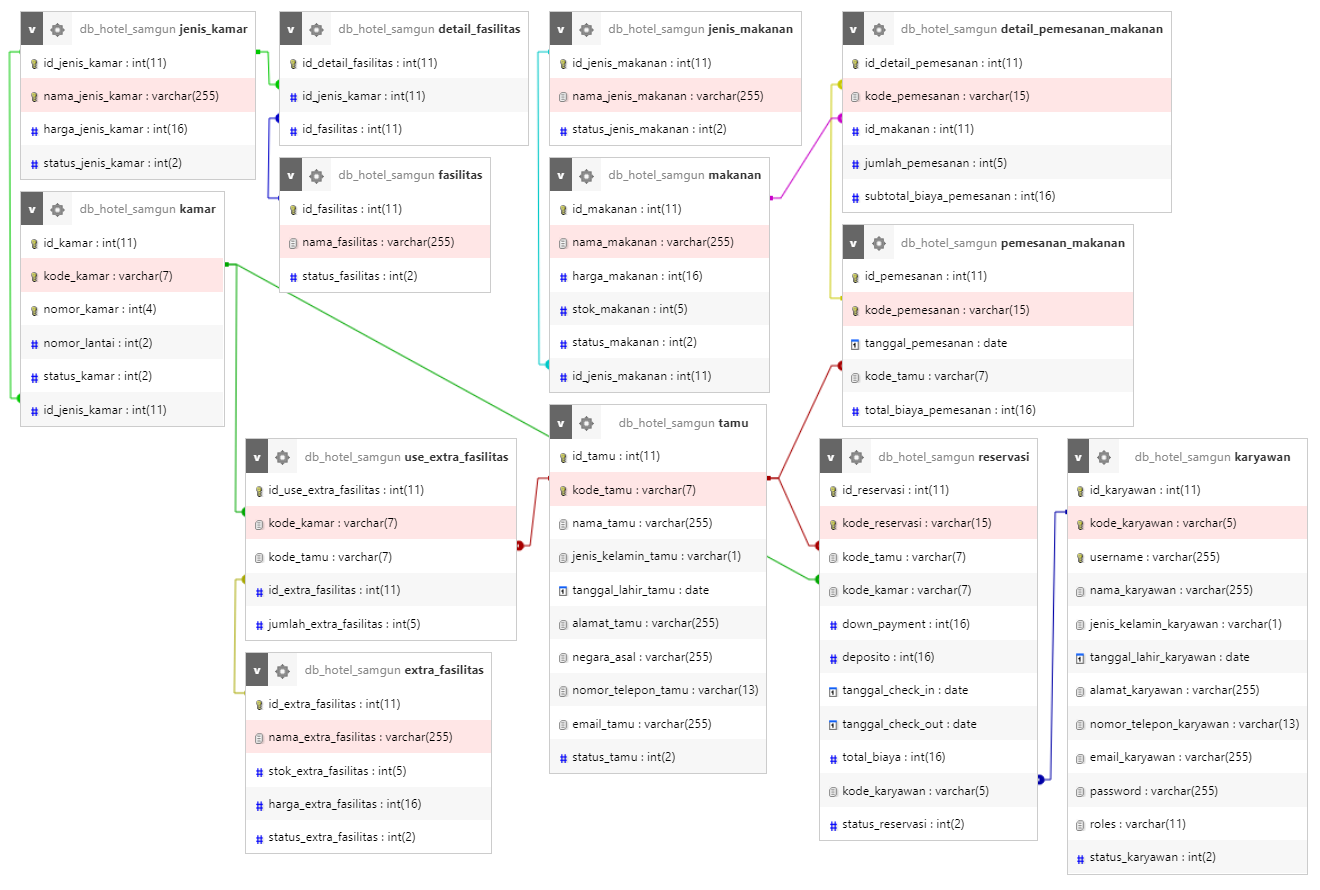 v db_hotel_samgun jenis_kamar
id_jenis_kamar : int(11)
nama_jenis_kamar : varchar(255)
# harga_jenis_kamar : int(16)
# status_jenis_kamar : int(2)
v db_hotel_samgun kamar
id_kamar : int(11)
kode_kamar : varchar(7)
nomor_kamar : int(4)
# nomor_lantai : int(2)
# status_kamar : int(2)
# id_jenis_kamar : int(11)
v db_hotel_samgun detail_fasilitas
id_detail_fasilitas : int(11)
# id_jenis_kamar : int(11)
# id_fasilitas : int(11)
v db_hotel_samgun fasilitas
id_fasilitas : int(11)
nama_fasilitas : varchar(255)
# status_fasilitas : int(2)
v db_hotel_samgun jenis_makanan
id_jenis_makanan : int(11)
nama_jenis_makanan : varchar(255)
# status_jenis_makanan : int(2)
v db_hotel_samgun makanan
id_makanan : int(11)
nama_makanan : varchar(255)
# harga_makanan : int(16)
# stok_makanan : int(5)
# status_makanan : int(2)
# id_jenis_makanan : int(11)
v db_hotel_samgun detail_pemesanan_makanan
id_detail_pemesanan : int(11)
kode_pemesanan : varchar(15)
# id_makanan : int(11)
# jumlah_pemesanan : int(5)
# subtotal_biaya_pemesanan : int(16)
v db_hotel_samgun pemesanan_makanan
id_pemesanan : int(11)
kode_pemesanan : varchar(15)
tanggal_pemesanan : date
kode_tamu : varchar(7)
# total_biaya_pemesanan : int(16)
v db_hotel_samgun use_extra_fasilitas
id_use_extra_fasilitas : int(11)
kode_kamar : varchar(7)
kode_tamu : varchar(7)
# id_extra_fasilitas : int(11)
# jumlah_extra_fasilitas : int(5)
v db_hotel_samgun extra_fasilitas
id_extra_fasilitas : int(11)
nama_extra_fasilitas : varchar(255)
# stok_extra_fasilitas : int(5)
# harga_extra_fasilitas : int(16)
# status_extra_fasilitas : int(2)
v db_hotel_samgun tamu
id_tamu : int(11)
kode_tamu : varchar(7)
nama_tamu : varchar(255)
jenis_kelamin_tamu : varchar(1)
tanggal_lahir_tamu : date
alamat_tamu : varchar(255)
negara_asal : varchar(255)
nomor_telepon_tamu : varchar(13)
email_tamu : varchar(255)
# status_tamu : int(2)
v db_hotel_samgun reservasi
id_reservasi : int(11)
kode_reservasi : varchar(15)
kode_tamu : varchar(7)
kode_kamar : varchar(7)
# down_payment : int(16)
# deposito : int(16)
tanggal_check_in : date
tanggal_check_out : date
# total_biaya : int(16)
kode_karyawan : varchar(5)
# status_reservasi : int(2)
v db_hotel_samgun karyawan
id_karyawan : int(11)
kode_karyawan : varchar(5)
username : varchar(255)
nama_karyawan : varchar(255)
jenis_kelamin_karyawan : varchar(1)
tanggal_lahir_karyawan : date
alamat_karyawan : varchar(255)
nomor_telepon_karyawan : varchar(13)
email_karyawan : varchar(255)
password : varchar(255)
roles : varchar(11)
# status_karyawan : int(2)